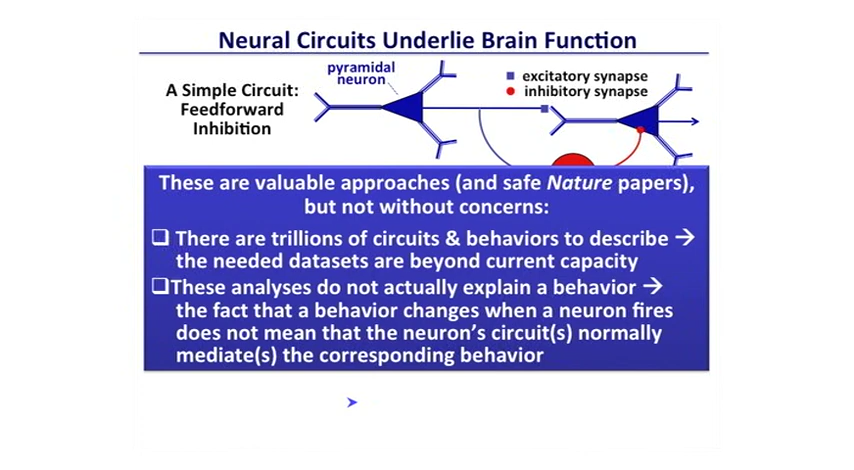 Neural Circuits Underlie Brain Function
A Simple Circuit:
Feedforward
Inhibition
pyramidal
neuron
excitatory synapse
inhibitory synapse
These are valuable approaches (and safe Nature papers),
but not without concerns:
❑ There are trillions of circuits & behaviors to describe →
the needed datasets are beyond current capacity
❑These analyses do not actually explain a behavior →
the fact that a behavior changes when a neuron fires
does not mean that the neuron's circuit(s) normally
mediate(s) the corresponding behavior